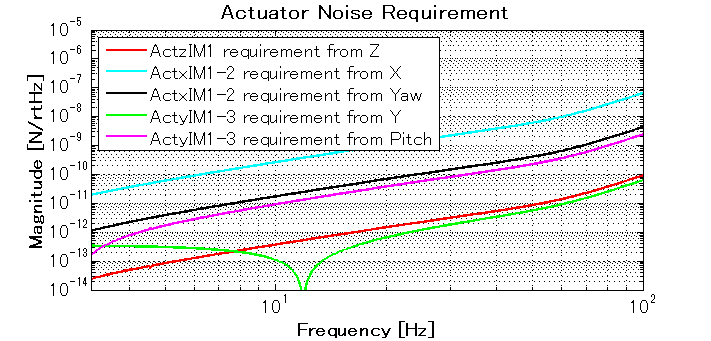 Actuator Noise Requirement
10^-5
10^-6
10^-7
10^-8
10^-9
10^-10
10^-11
10^-12
10^-13
10^-14
Magnitude [N/rtHz]
ActzIM1 requirement from Z
ActxIM1-2 requirement from X
ActxIM1-2 requirement from Yaw
ActyIM1-3 requirement from Y
ActyIM1-3 requirement from Pitch
10^1
10^2
Frequency [Hz]